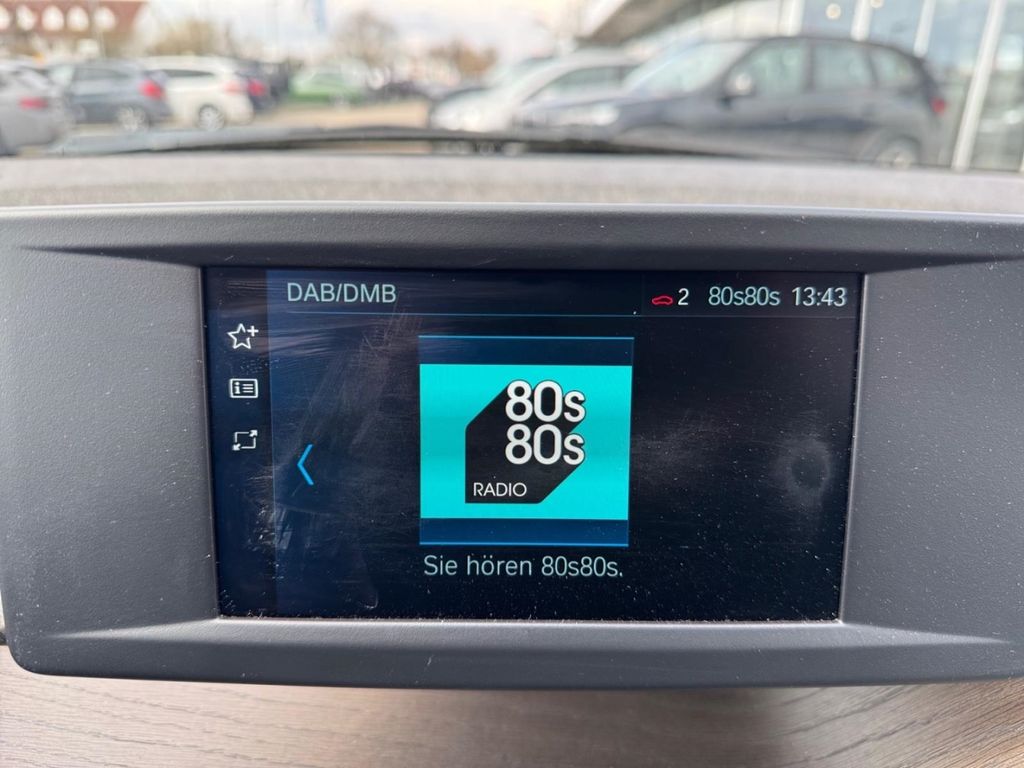 DAB/DMB
2 80s80s 13:43
80s
80s
RADIO
Sie hören 80s80s.